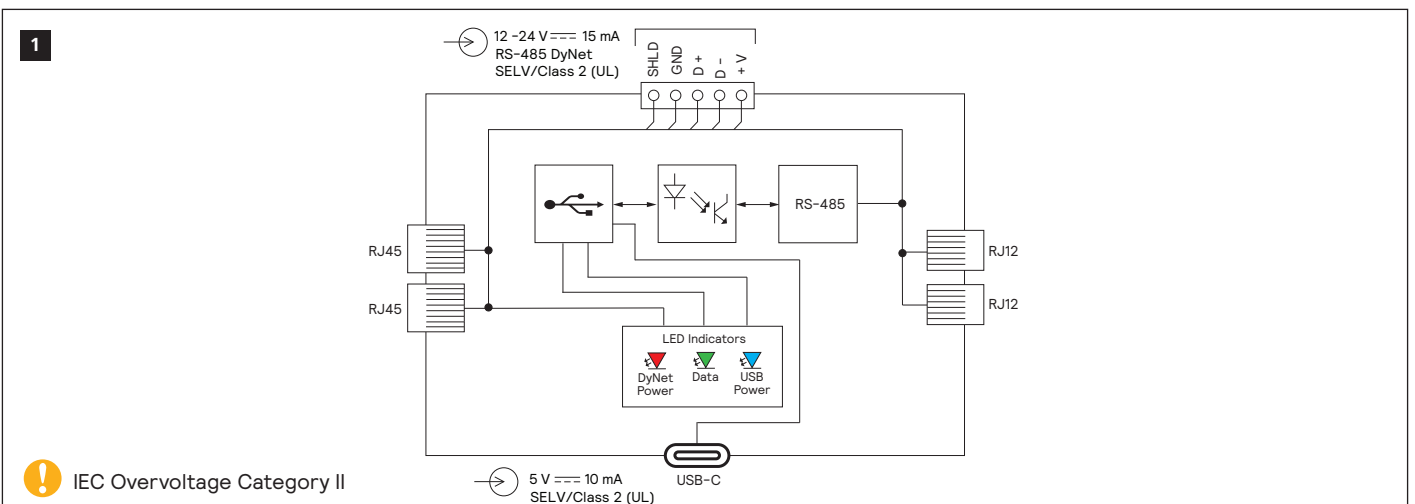 1
12 -24 V ⎓ 15 mA
RS-485 DyNet
SELV/Class 2 (UL)
SHLD
GND
D +
D -
+ V
RS-485
RJ45
RJ45
RJ12
RJ12
LED Indicators
DyNet
Power
Data
USB
Power
! IEC Overvoltage Category II
5 V ⎓ 10 mA
SELV/Class 2 (UL)
USB-C